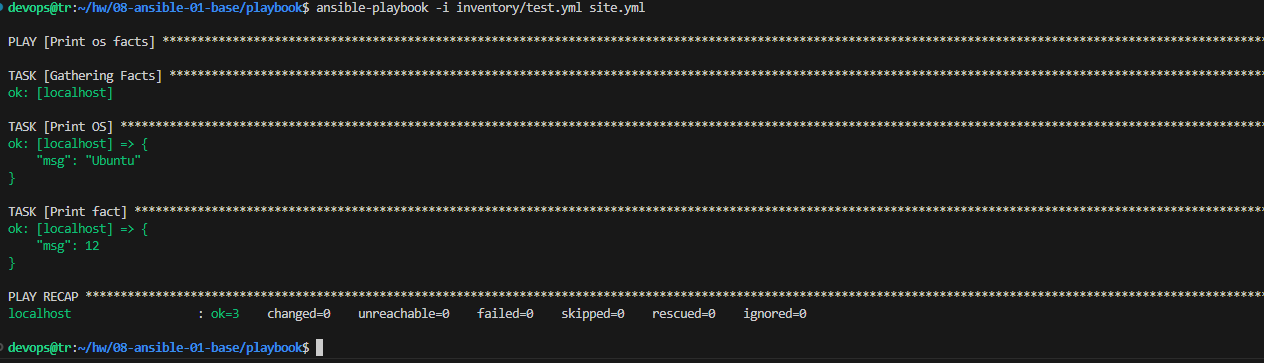 devops@tr:~/hw/08-ansible-01-base/playbook$ ansible-playbook -i inventory/test.yml site.yml
PLAY [Print os facts] ****************************************************************************************************************************************************************
TASK [Gathering Facts] ***************************************************************************************************************************************************************
ok: [localhost]
TASK [Print OS] **********************************************************************************************************************************************************************
ok: [localhost] => {
    "msg": "Ubuntu"
}
TASK [Print fact] ********************************************************************************************************************************************************************
ok: [localhost] => {
    "msg": 12
}
PLAY RECAP ***************************************************************************************************************************************************************************
localhost                  : ok=3    changed=0    unreachable=0    failed=0    skipped=0    rescued=0    ignored=0
devops@tr:~/hw/08-ansible-01-base/playbook$